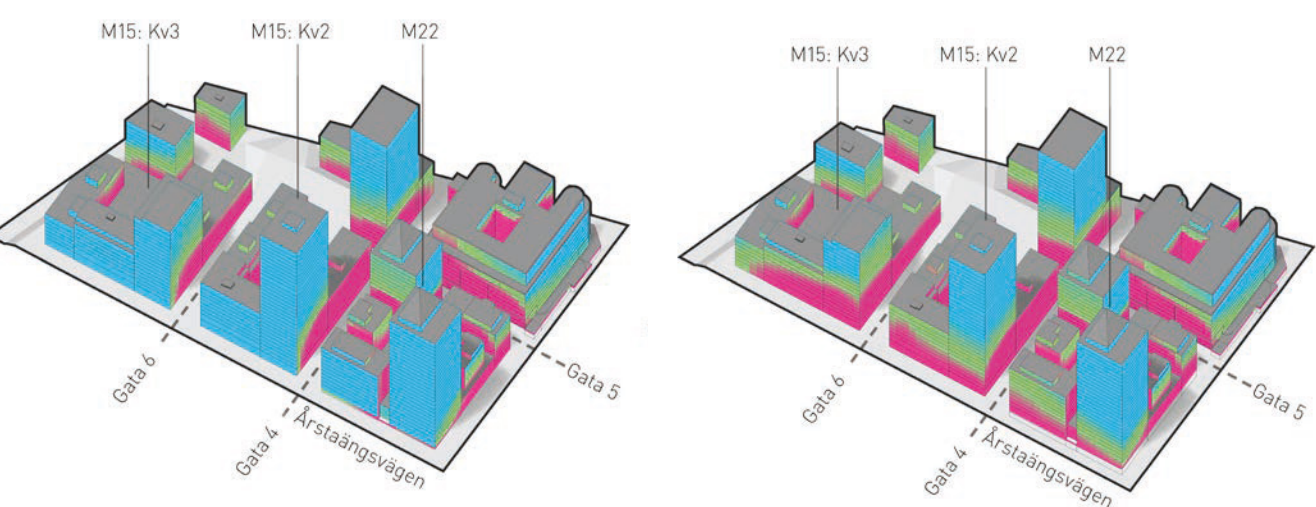 M15: Kv3
M15: Kv2
M22
Gata 6
Gata 4
Årstaängsvägen
Gata 5
M15: Kv3
M15: Kv2
M22
Gata 6
Gata 4
Årstaängsvägen
Gata 5